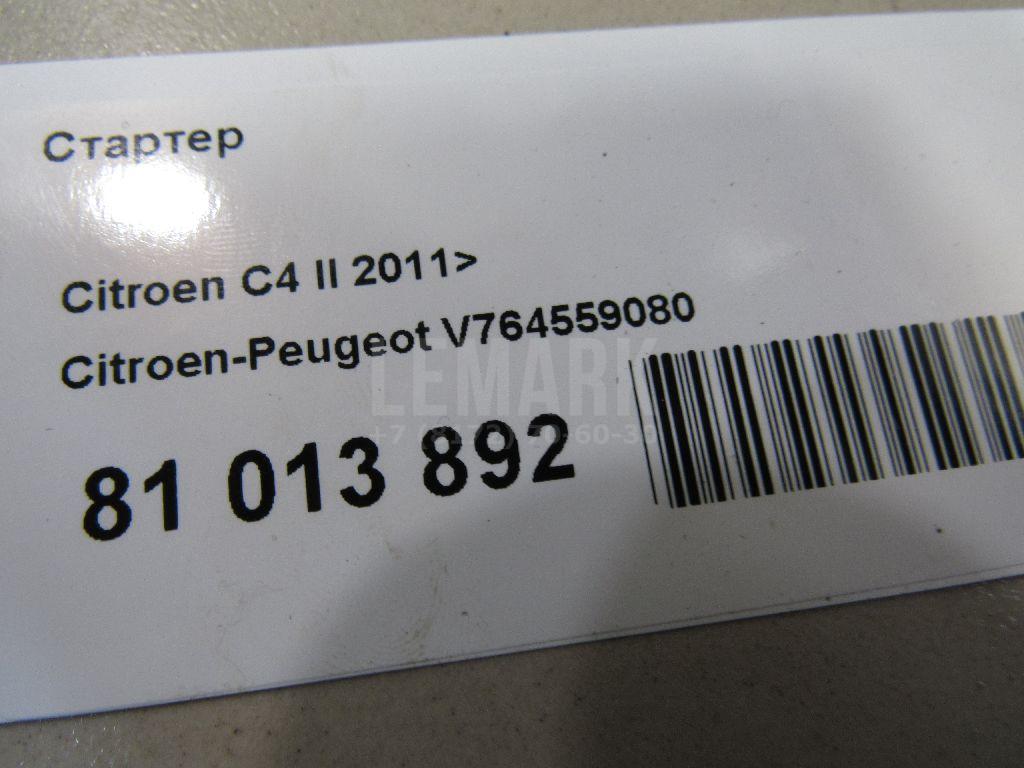 Стартер
Citroen C4 II 2011>
Citroen-Peugeot V764559080
LEMARK
81 013 892